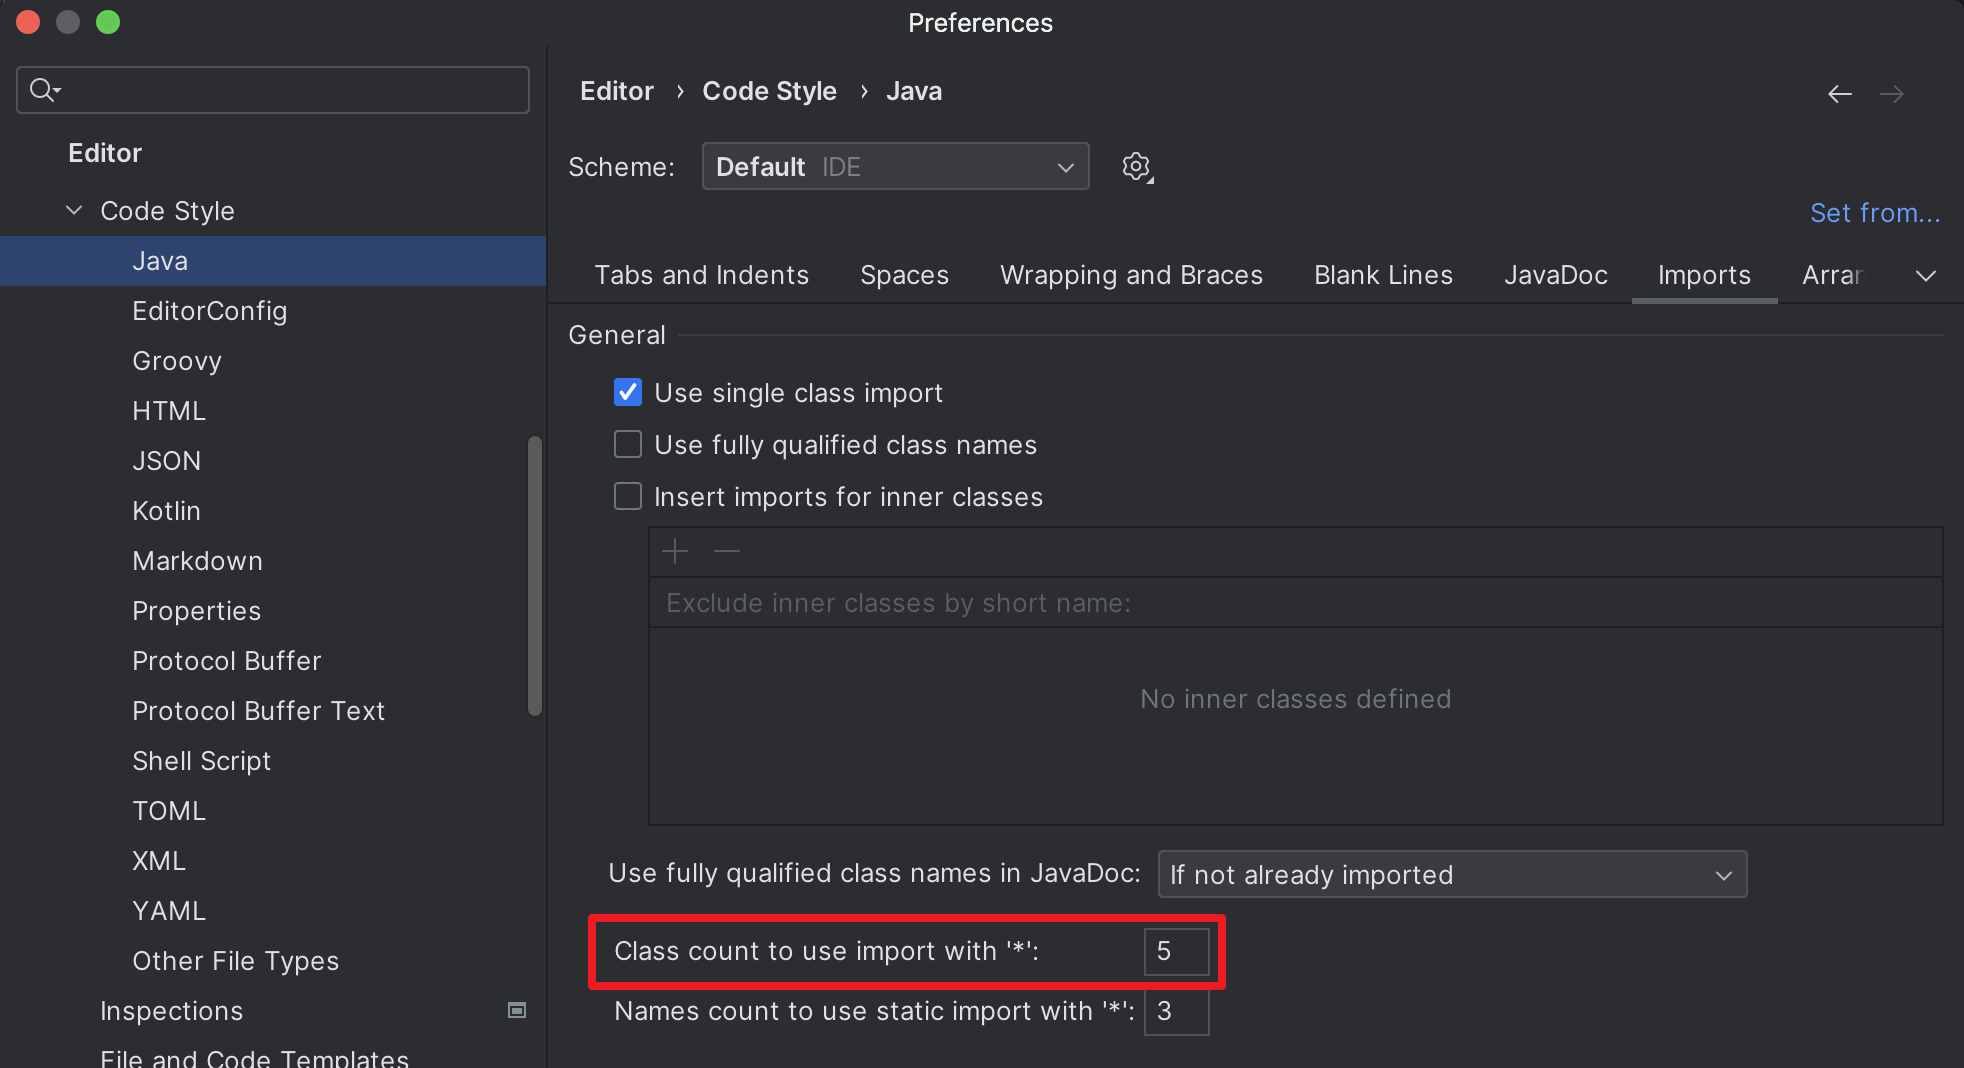 Preferences
Editor
Code Style
Java
EditorConfig
Groovy
HTML
JSON
Kotlin
Markdown
Properties
Protocol Buffer
Protocol Buffer Text
Shell Script
TOML
XML
YAML
Other File Types
Inspections
File and Code Templates
Editor › Code Style › Java
Scheme: Default IDE
Set from...
Tabs and Indents Spaces Wrapping and Braces Blank Lines JavaDoc Imports Arrar
General
Use single class import
Use fully qualified class names
Insert imports for inner classes
Exclude inner classes by short name:
No inner classes defined
Use fully qualified class names in JavaDoc: If not already imported
Class count to use import with '*': 5
Names count to use static import with '*': 3